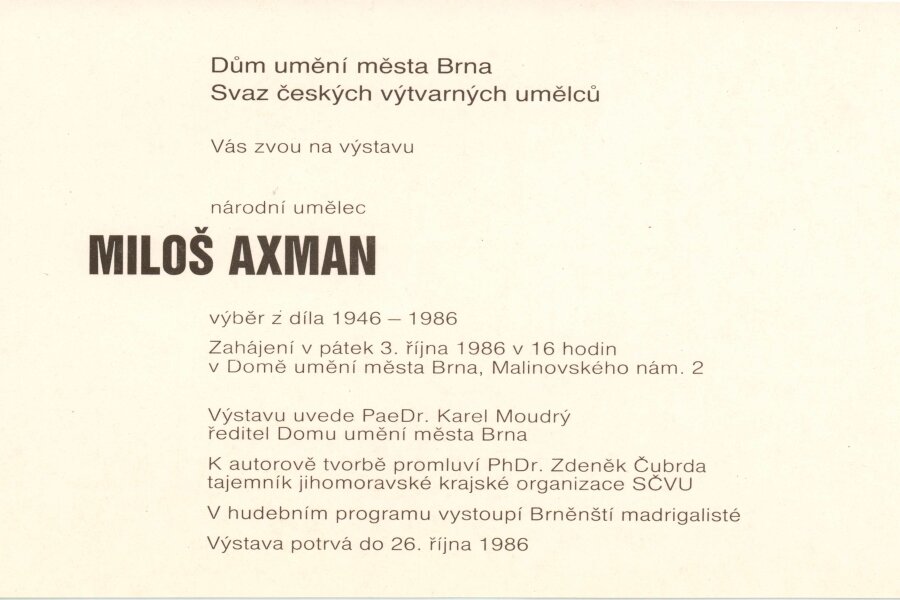 Dům umění města Brna
Svaz českých výtvarných umělců
Vás zvou na výstavu
národní umělec
MILOŠ AXMAN
výběr z díla 1946 – 1986
Zahájení v pátek 3. října 1986 v 16 hodin
v Domě umění města Brna, Malinovského nám. 2
Výstavu uvede PaeDr. Karel Moudrý
ředitel Domu umění města Brna
K autorově tvorbě promluví PhDr. Zdeněk Čubrda
tajemník jihomoravské krajské organizace SČVU
V hudebním programu vystoupí Brněnští madrigalisté
Výstava potrvá do 26. října 1986